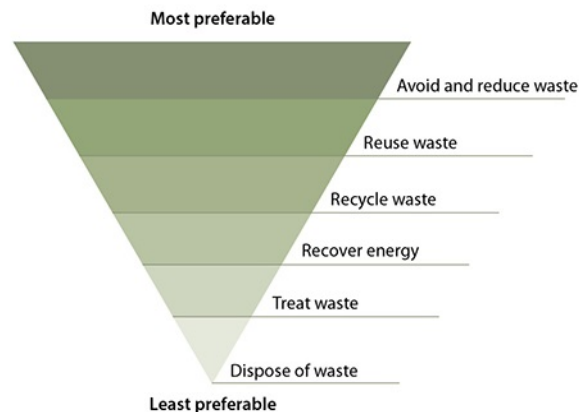 Most preferable
Avoid and reduce waste
Reuse waste
Recycle waste
Recover energy
Treat waste
Dispose of waste
Least preferable